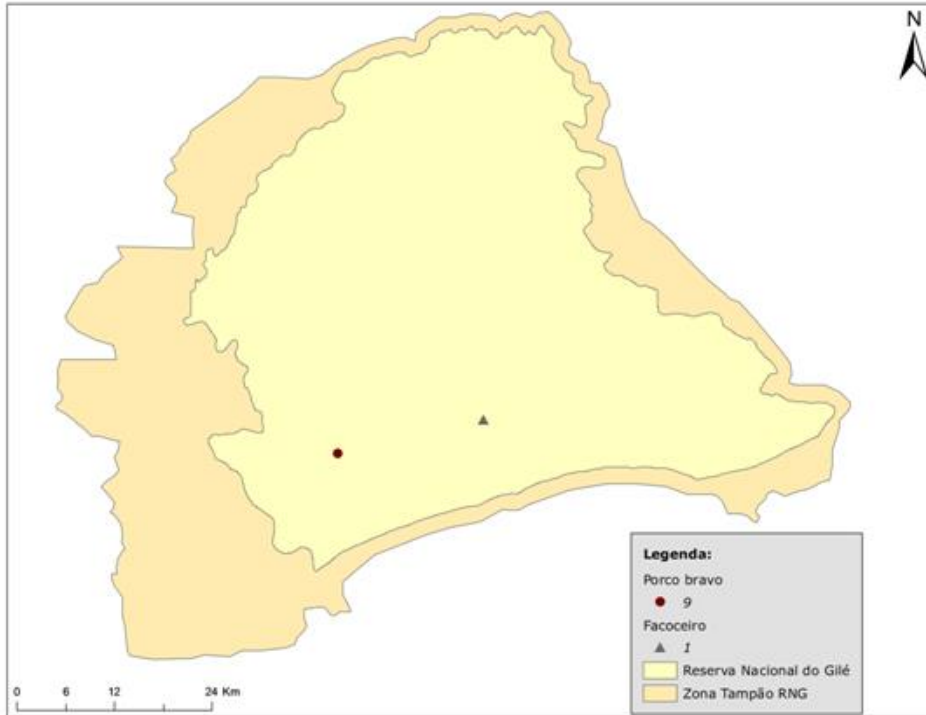 N
Legenda:
Porco bravo
9
Facoceiro
1
Reserva Nacional do Gilé
Zona Tampão RNG
0 6 12 24 Km